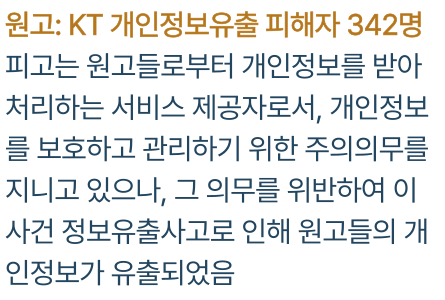 원고: KT 개인정보유출 피해자 342명
피고는 원고들로부터 개인정보를 받아
처리하는 서비스 제공자로서, 개인정보
를 보호하고 관리하기 위한 주의의무를
지니고 있으나, 그 의무를 위반하여 이
사건 정보유출사고로 인해 원고들의 개
인정보가 유출되었음